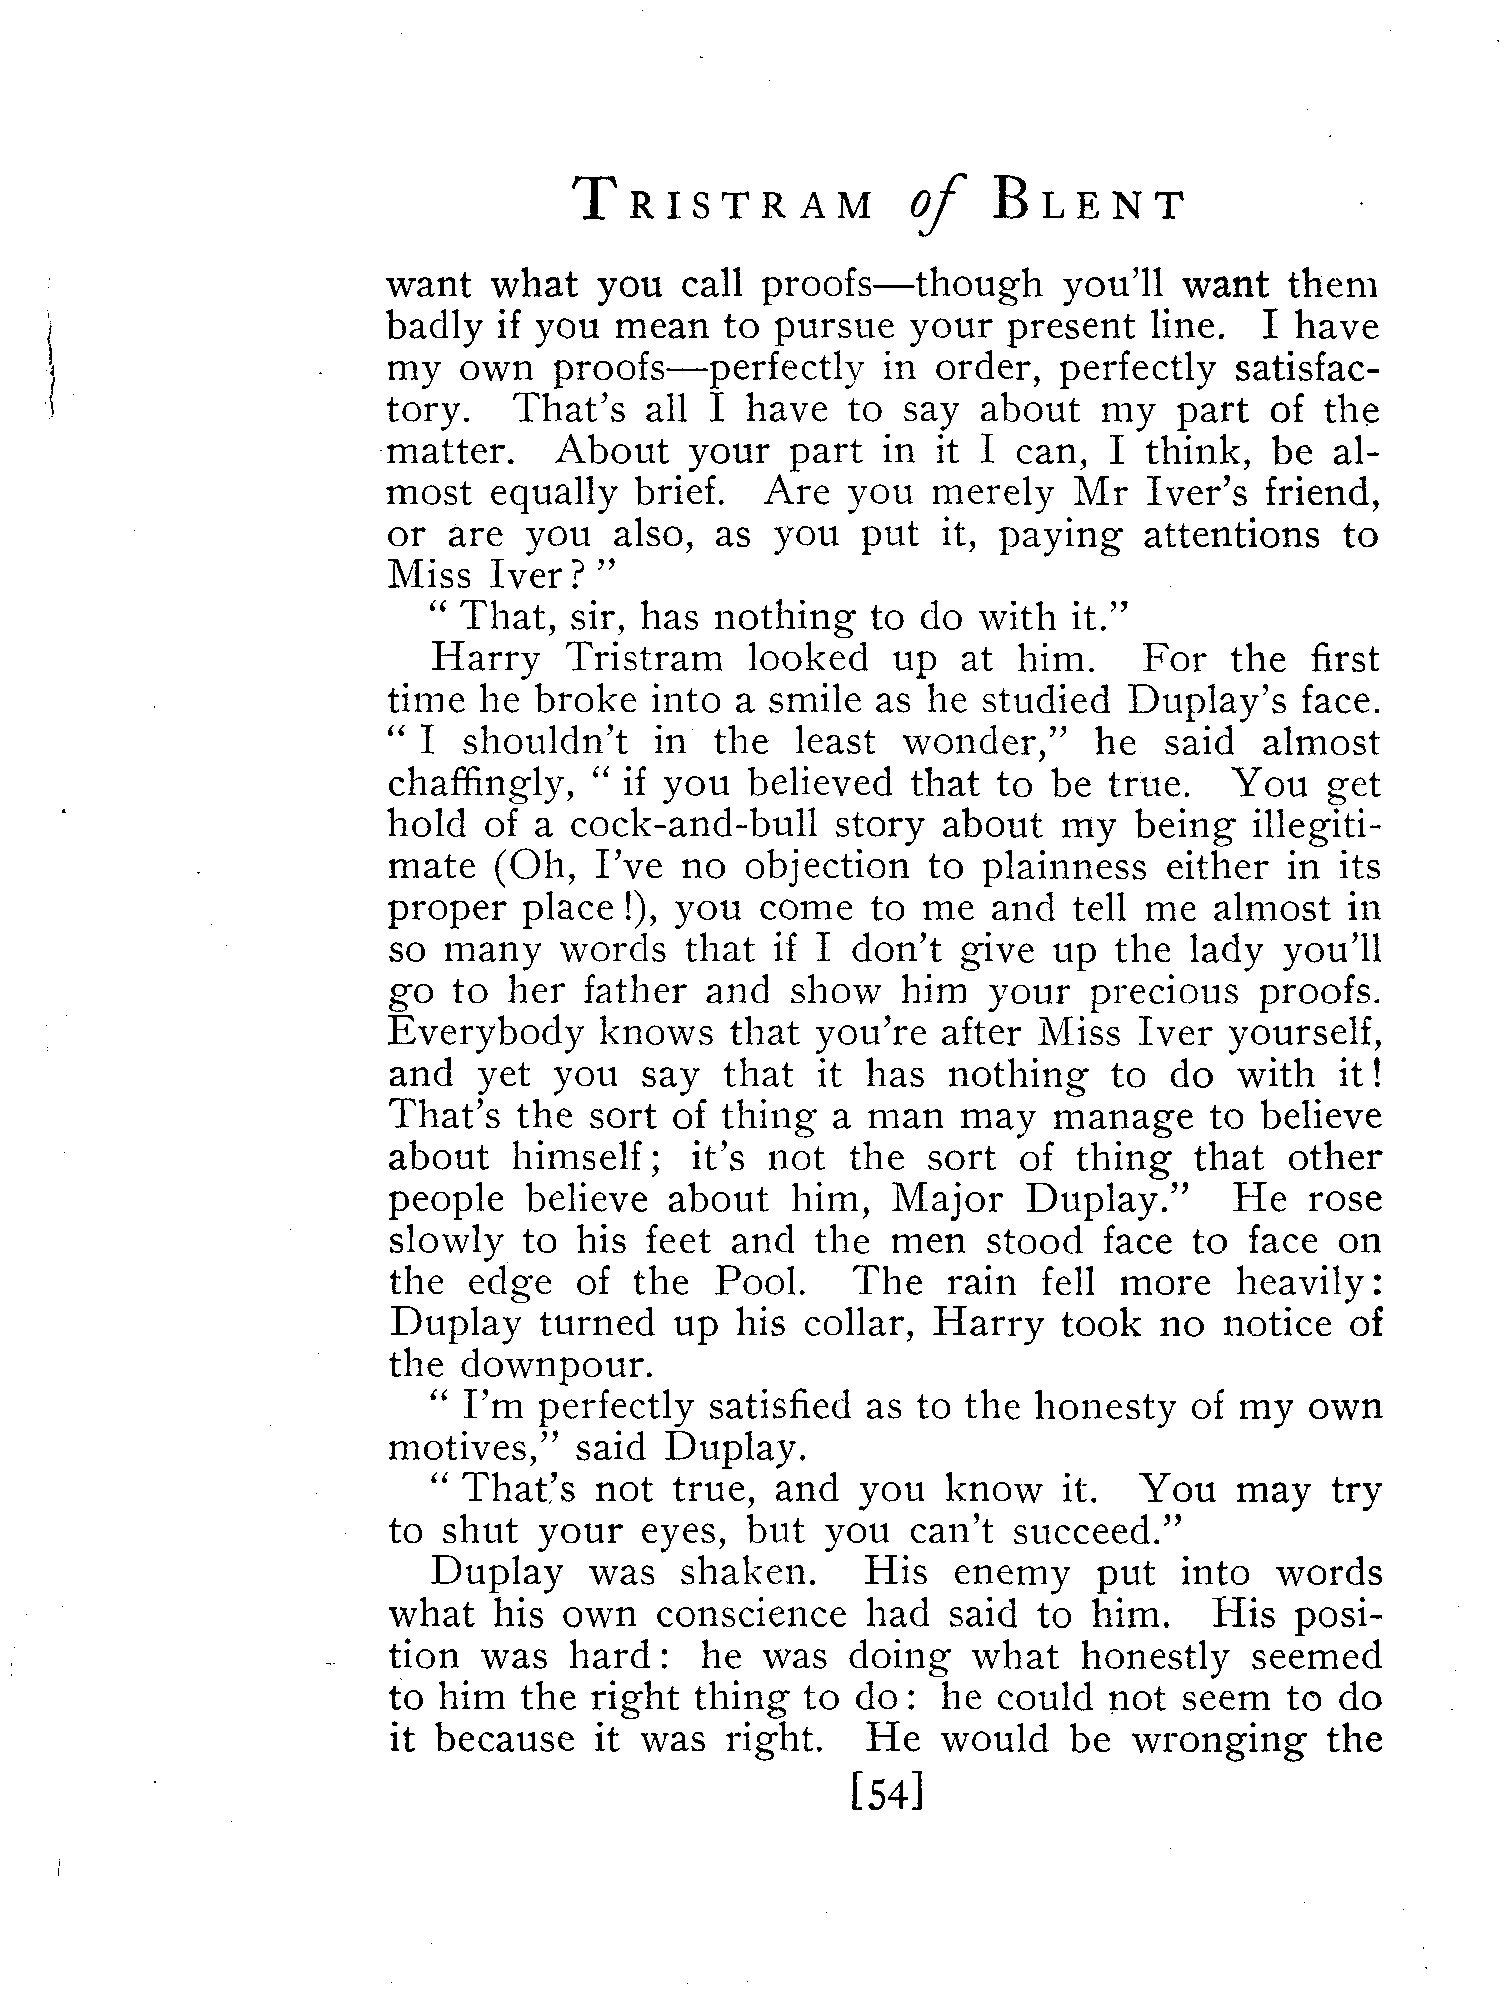 TRISTRAM of BLENT
want what you call proofs—though you'll want them
badly if you mean to pursue your present line. I have
my own proofs—perfectly in order, perfectly satisfac-
tory. That's all I have to say about my part of the
matter. About your part in it I can, I think, be al-
most equally brief. Are you merely Mr Iver's friend,
or are you also, as you put it, paying attentions to
Miss Iver?"
"That, sir, has nothing to do with it."
Harry Tristram looked up at him. For the first
time he broke into a smile as he studied Duplay's face.
"I shouldn't in the least wonder," he said almost
chaffingly, "if you believed that to be true. You get
hold of a cock-and-bull story about my being illegiti-
mate (Oh, I've no objection to plainness either in its
proper place!), you come to me and tell me almost in
so many words that if I don't give up the lady you'll
go to her father and show him your precious proofs.
Everybody knows that you're after Miss Iver yourself,
and yet you say that it has nothing to do with it!
That's the sort of thing a man may manage to believe
about himself; it's not the sort of thing that other
people believe about him, Major Duplay." He rose
slowly to his feet and the men stood face to face on
the edge of the Pool. The rain fell more heavily:
Duplay turned up his collar, Harry took no notice of
the downpour.
"I'm perfectly satisfied as to the honesty of my own
motives," said Duplay.
"That's not true, and you know it. You may try
to shut your eyes, but you can't succeed."
Duplay was shaken. His enemy put into words
what his own conscience had said to him. His posi-
tion was hard: he was doing what honestly seemed
to him the right thing to do: he could not seem to do
it because it was right. He would be wronging the
[54]